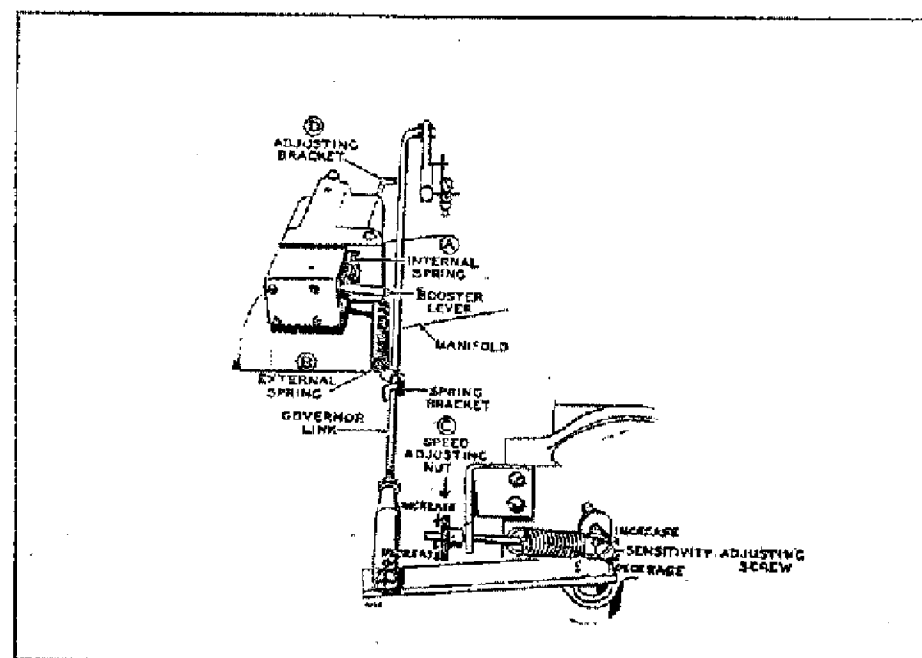 D
ADJUSTING
BRACKET
A
INTERNAL
SPRING
BOOSTER
LEVER
MANIFOLD
B
EXTERNAL
SPRING
SPRING
BRACKET
GOVERNOR
LINK
C
SPEED
ADJUSTING
NUT
INCREASE
DECREASE
INCREASE
SENSITIVITY ADJUSTING
SCREW
DECREASE